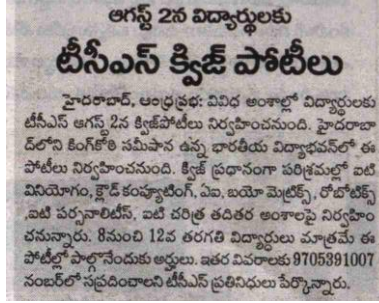 ఆగస్ట్ 2న విద్యార్థులకు
టీసీఎస్ క్విజ్ పోటీలు
హైదరాబాద్, ఆంధ్రప్రభ: వివిధ అంశాల్లో విద్యార్థులకు
టీసీఎస్ ఆగస్ట్ 2న క్విజ్‌పోటీలు నిర్వహించనుంది. హైదరా
బాద్‌లోని కింగ్‌కోఠి సమీపాన ఉన్న భారతీయ విద్యాభవన్‌లో ఈ
పోటీలు నిర్వహించనుంది. క్విజ్ ప్రధానంగా పరిశ్రమల్లో ఐటి
వినియోగం, క్లౌడ్ కంప్యూటింగ్, ఏఐ, బయో మెట్రిక్స్, రోబోటిక్స్
,ఐటి పర్సనాలిటీస్, ఐటి చరిత్ర తదితర అంశాలపై నిర్వహిం
చనున్నారు. 8నుంచి 12వ తరగతి విద్యార్థులు మాత్రమే ఈ
పోటీల్లో పాల్గొనేందుకు అర్హులు. ఇతర వివరాలకు 9705391007
నంబర్‌లో సప్రదించాలని టీసీఎస్ ప్రతినిధులు పేర్కొన్నారు.